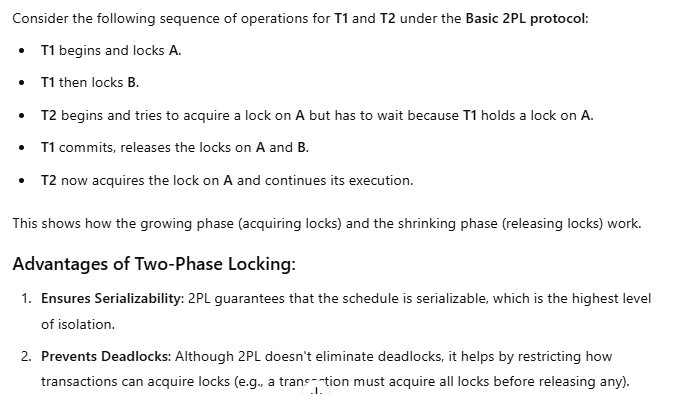 Consider the following sequence of operations for T1 and T2 under the Basic 2PL protocol:
• T1 begins and locks A.
• T1 then locks B.
• T2 begins and tries to acquire a lock on A but has to wait because T1 holds a lock on A.
• T1 commits, releases the locks on A and B.
• T2 now acquires the lock on A and continues its execution.
This shows how the growing phase (acquiring locks) and the shrinking phase (releasing locks) work.
Advantages of Two-Phase Locking:
1. Ensures Serializability: 2PL guarantees that the schedule is serializable, which is the highest level
of isolation.
2. Prevents Deadlocks: Although 2PL doesn't eliminate deadlocks, it helps by restricting how
transactions can acquire locks (e.g., a transaction must acquire all locks before releasing any).